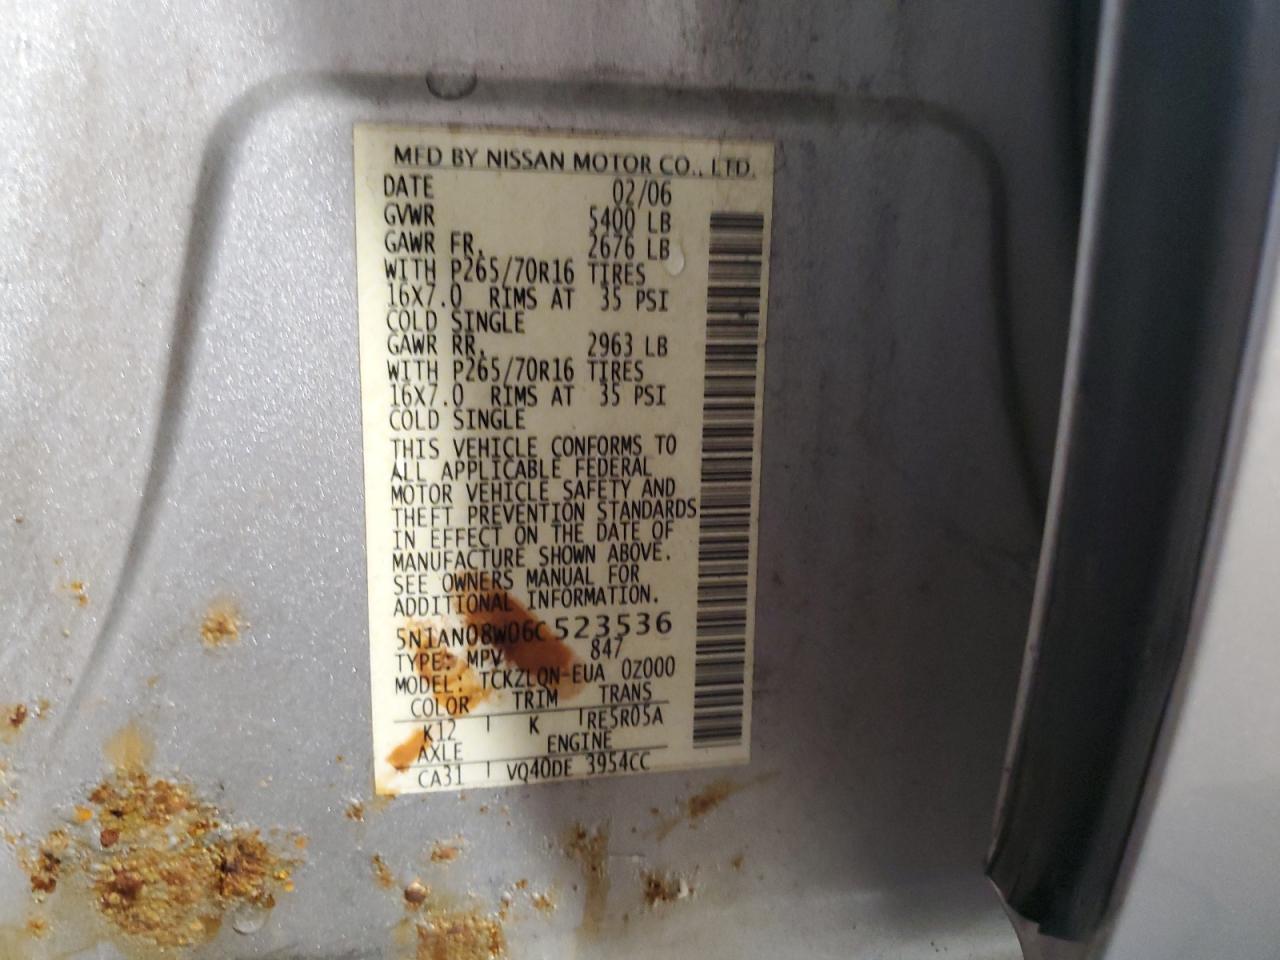 MFD BY NISSAN MOTOR CO., LTD.
DATE 02/06
GVWR 5400 LB
GAWR FR. 2676 LB
WITH P265/70R16 TIRES
16X7.0 RIMS AT 35 PSI
COLD SINGLE
GAWR RR. 2963 LB
WITH P265/70R16 TIRES
16X7.0 RIMS AT 35 PSI
COLD SINGLE
THIS VEHICLE CONFORMS TO
ALL APPLICABLE FEDERAL
MOTOR VEHICLE SAFETY AND
THEFT PREVENTION STANDARDS
IN EFFECT ON THE DATE OF
MANUFACTURE SHOWN ABOVE.
SEE OWNERS MANUAL FOR
ADDITIONAL INFORMATION.
5N1AN08W06C523536
TYPE: MPV 847
MODEL: TCKZLQN-EUA 0Z000
COLOR TRIM TRANS
K12 K RE5R05A
AXLE ENGINE
CA31 VQ40DE 3954CC